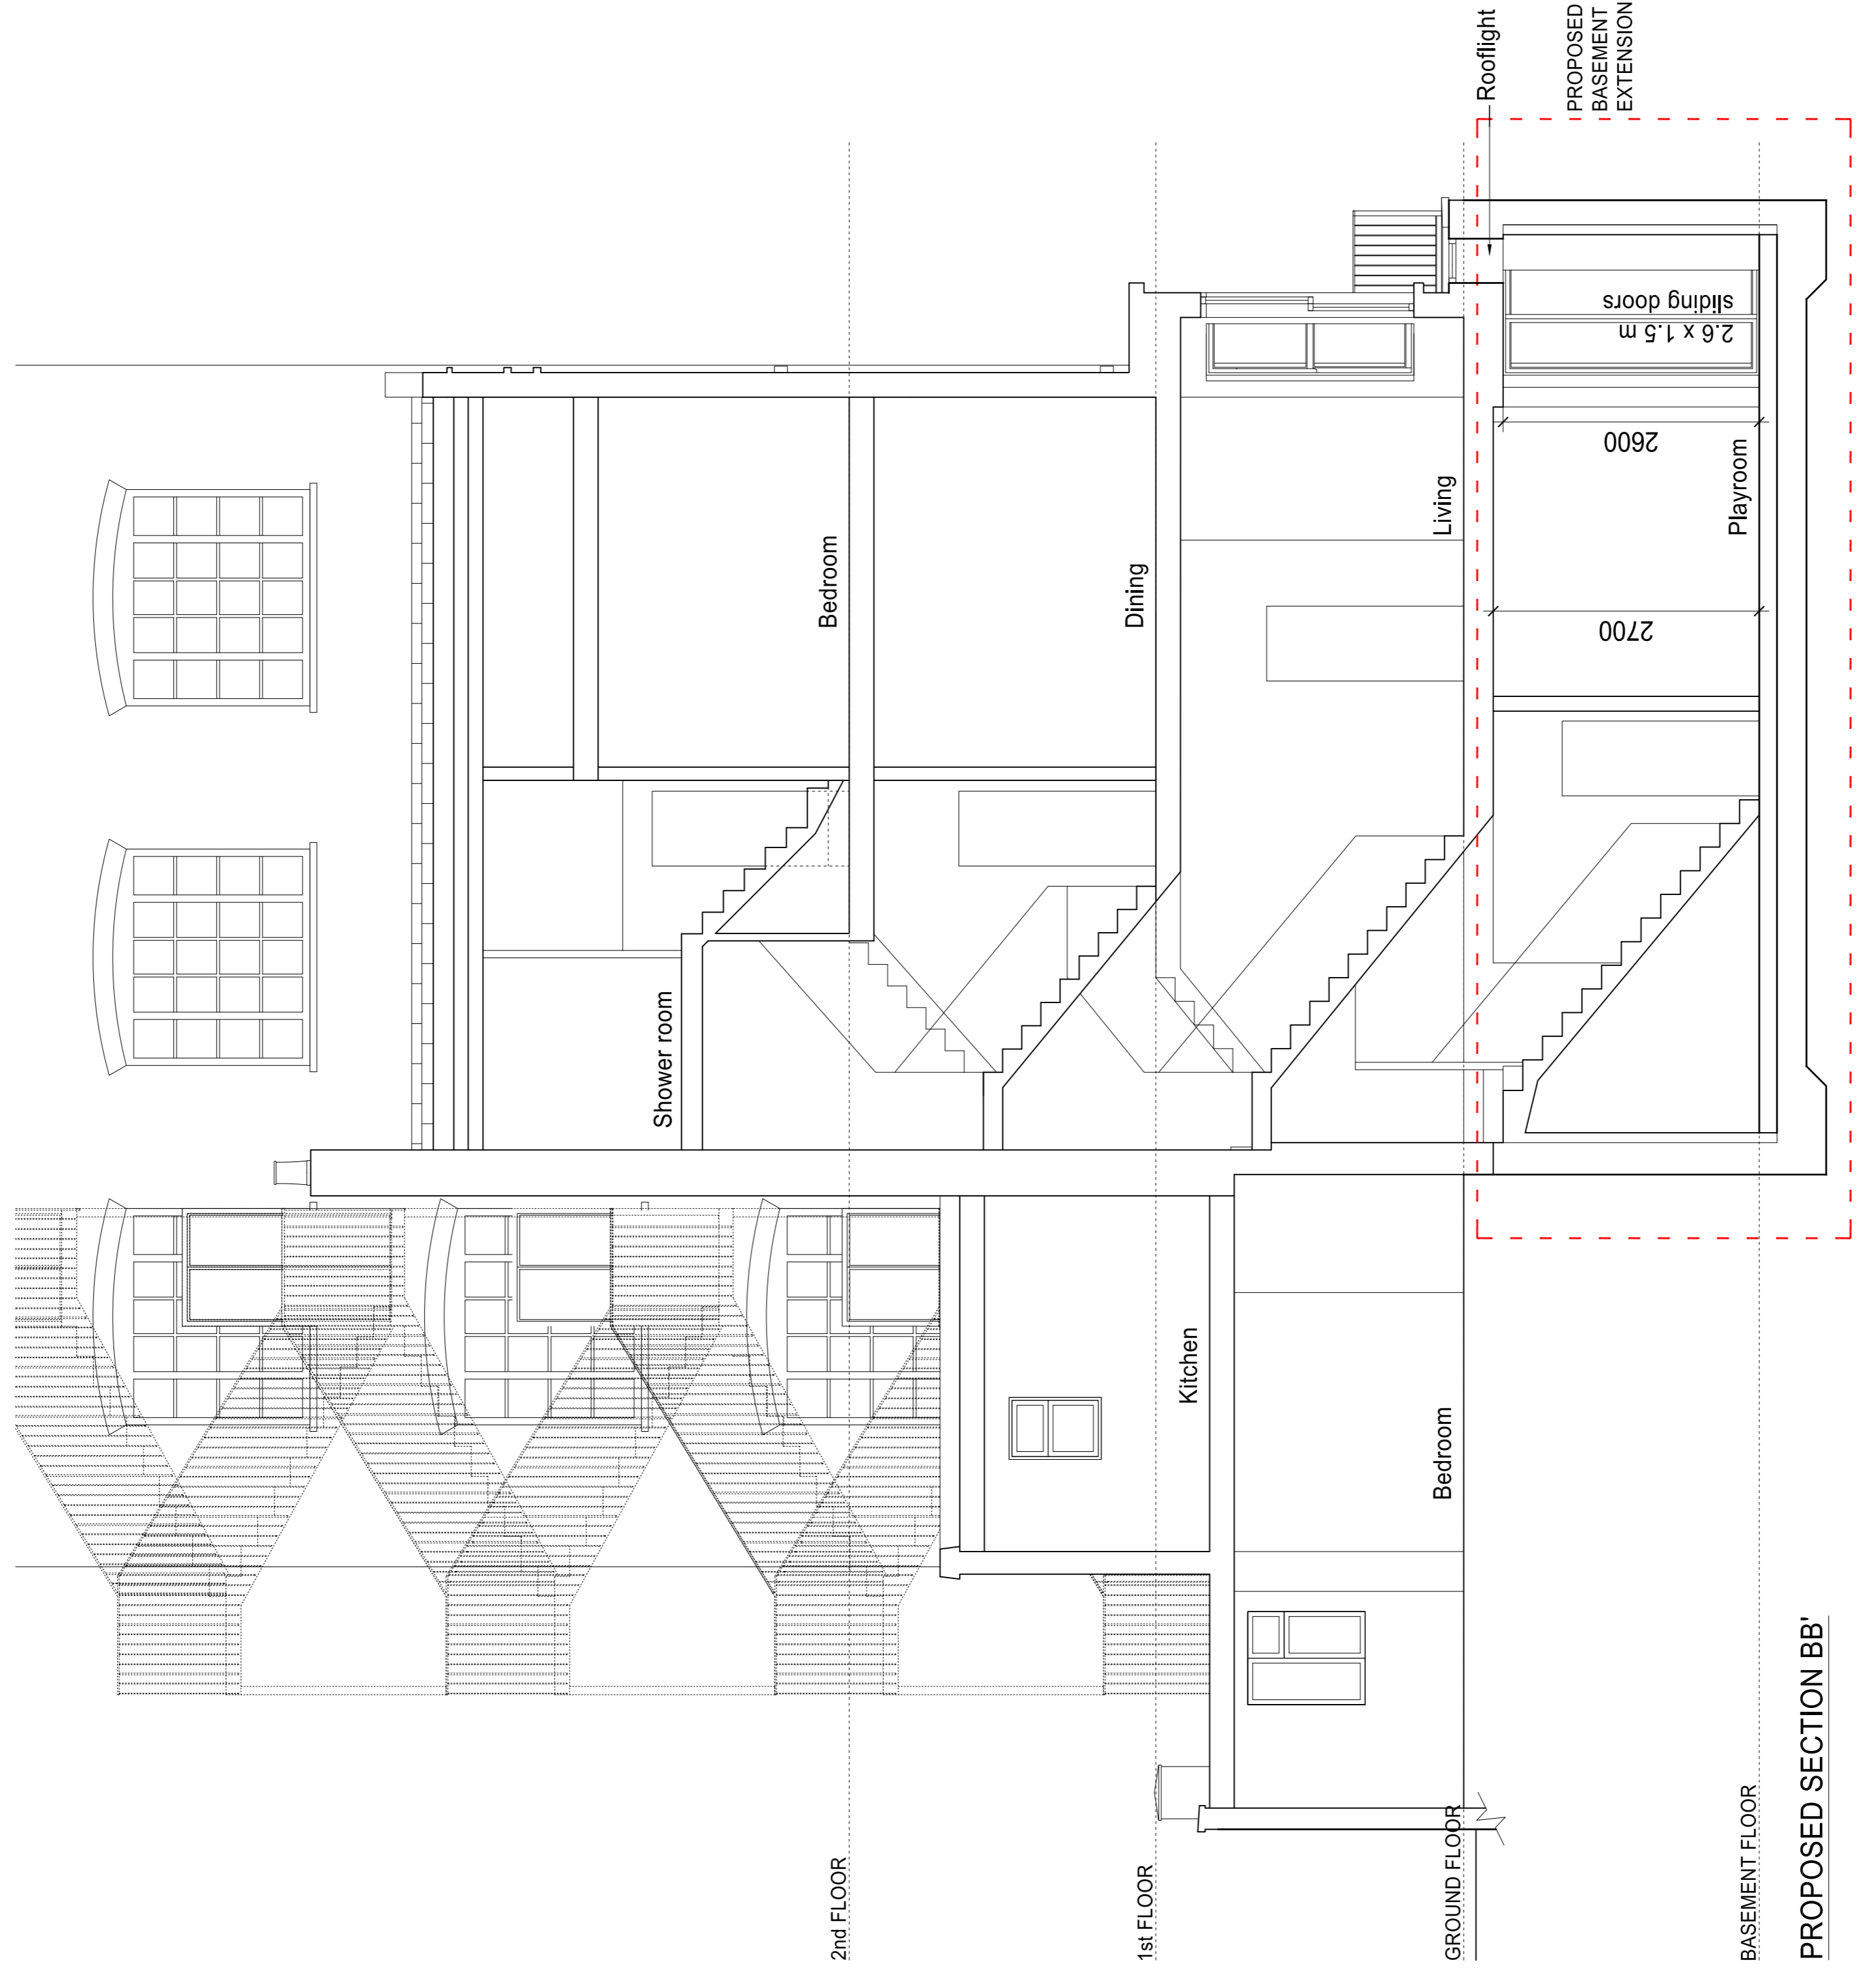 Rooflight
PROPOSED
BASEMENT
EXTENSION
Bedroom
Dining
Living
Playroom
2.6 x 1.5 m
sliding doors
2600
2700
Shower room
Kitchen
Bedroom
2nd FLOOR
1st FLOOR
GROUND FLOOR
BASEMENT FLOOR
PROPOSED SECTION BB'